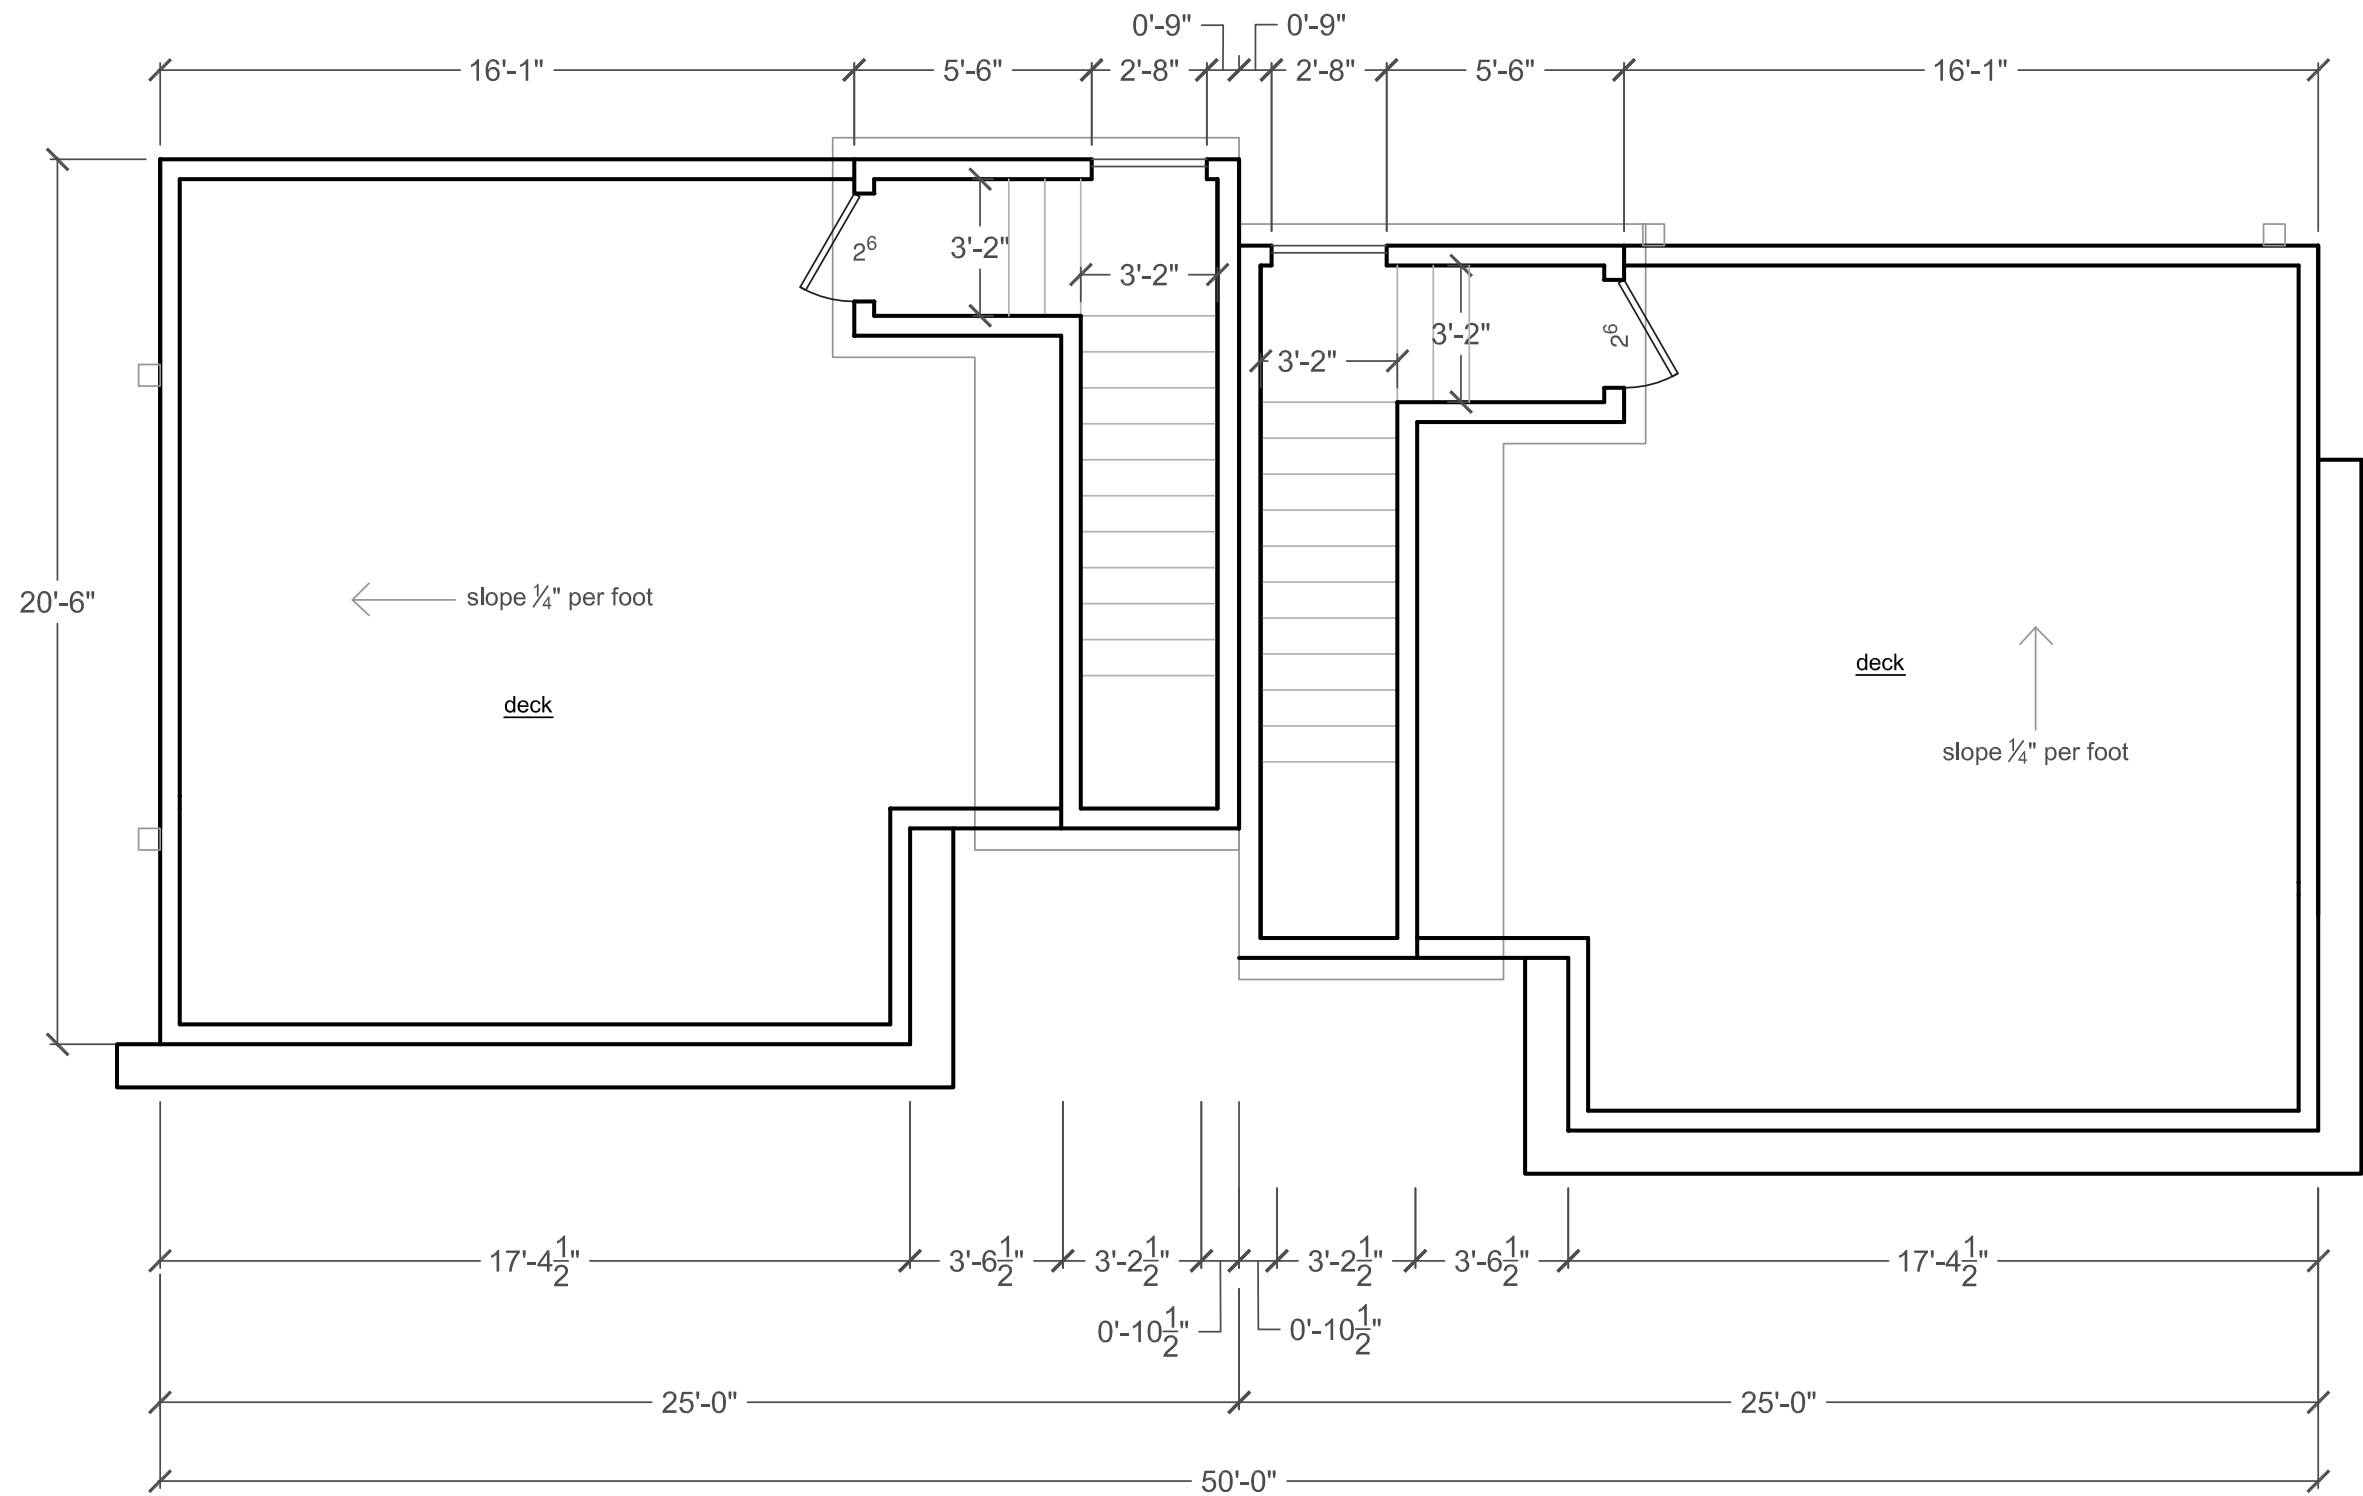 0'-9" 0'-9"
16'-1" 5'-6" 2'-8" 2'-8" 5'-6" 16'-1"
2⁶ 3'-2" 3'-2"
3'-2" 3'-2" 2⁶
20'-6"
slope ¼" per foot
deck
deck
slope ¼" per foot
17'-4½" 3'-6½" 3'-2½" 3'-2½" 3'-6½" 17'-4½"
0'-10½" 0'-10½"
25'-0" 25'-0"
50'-0"